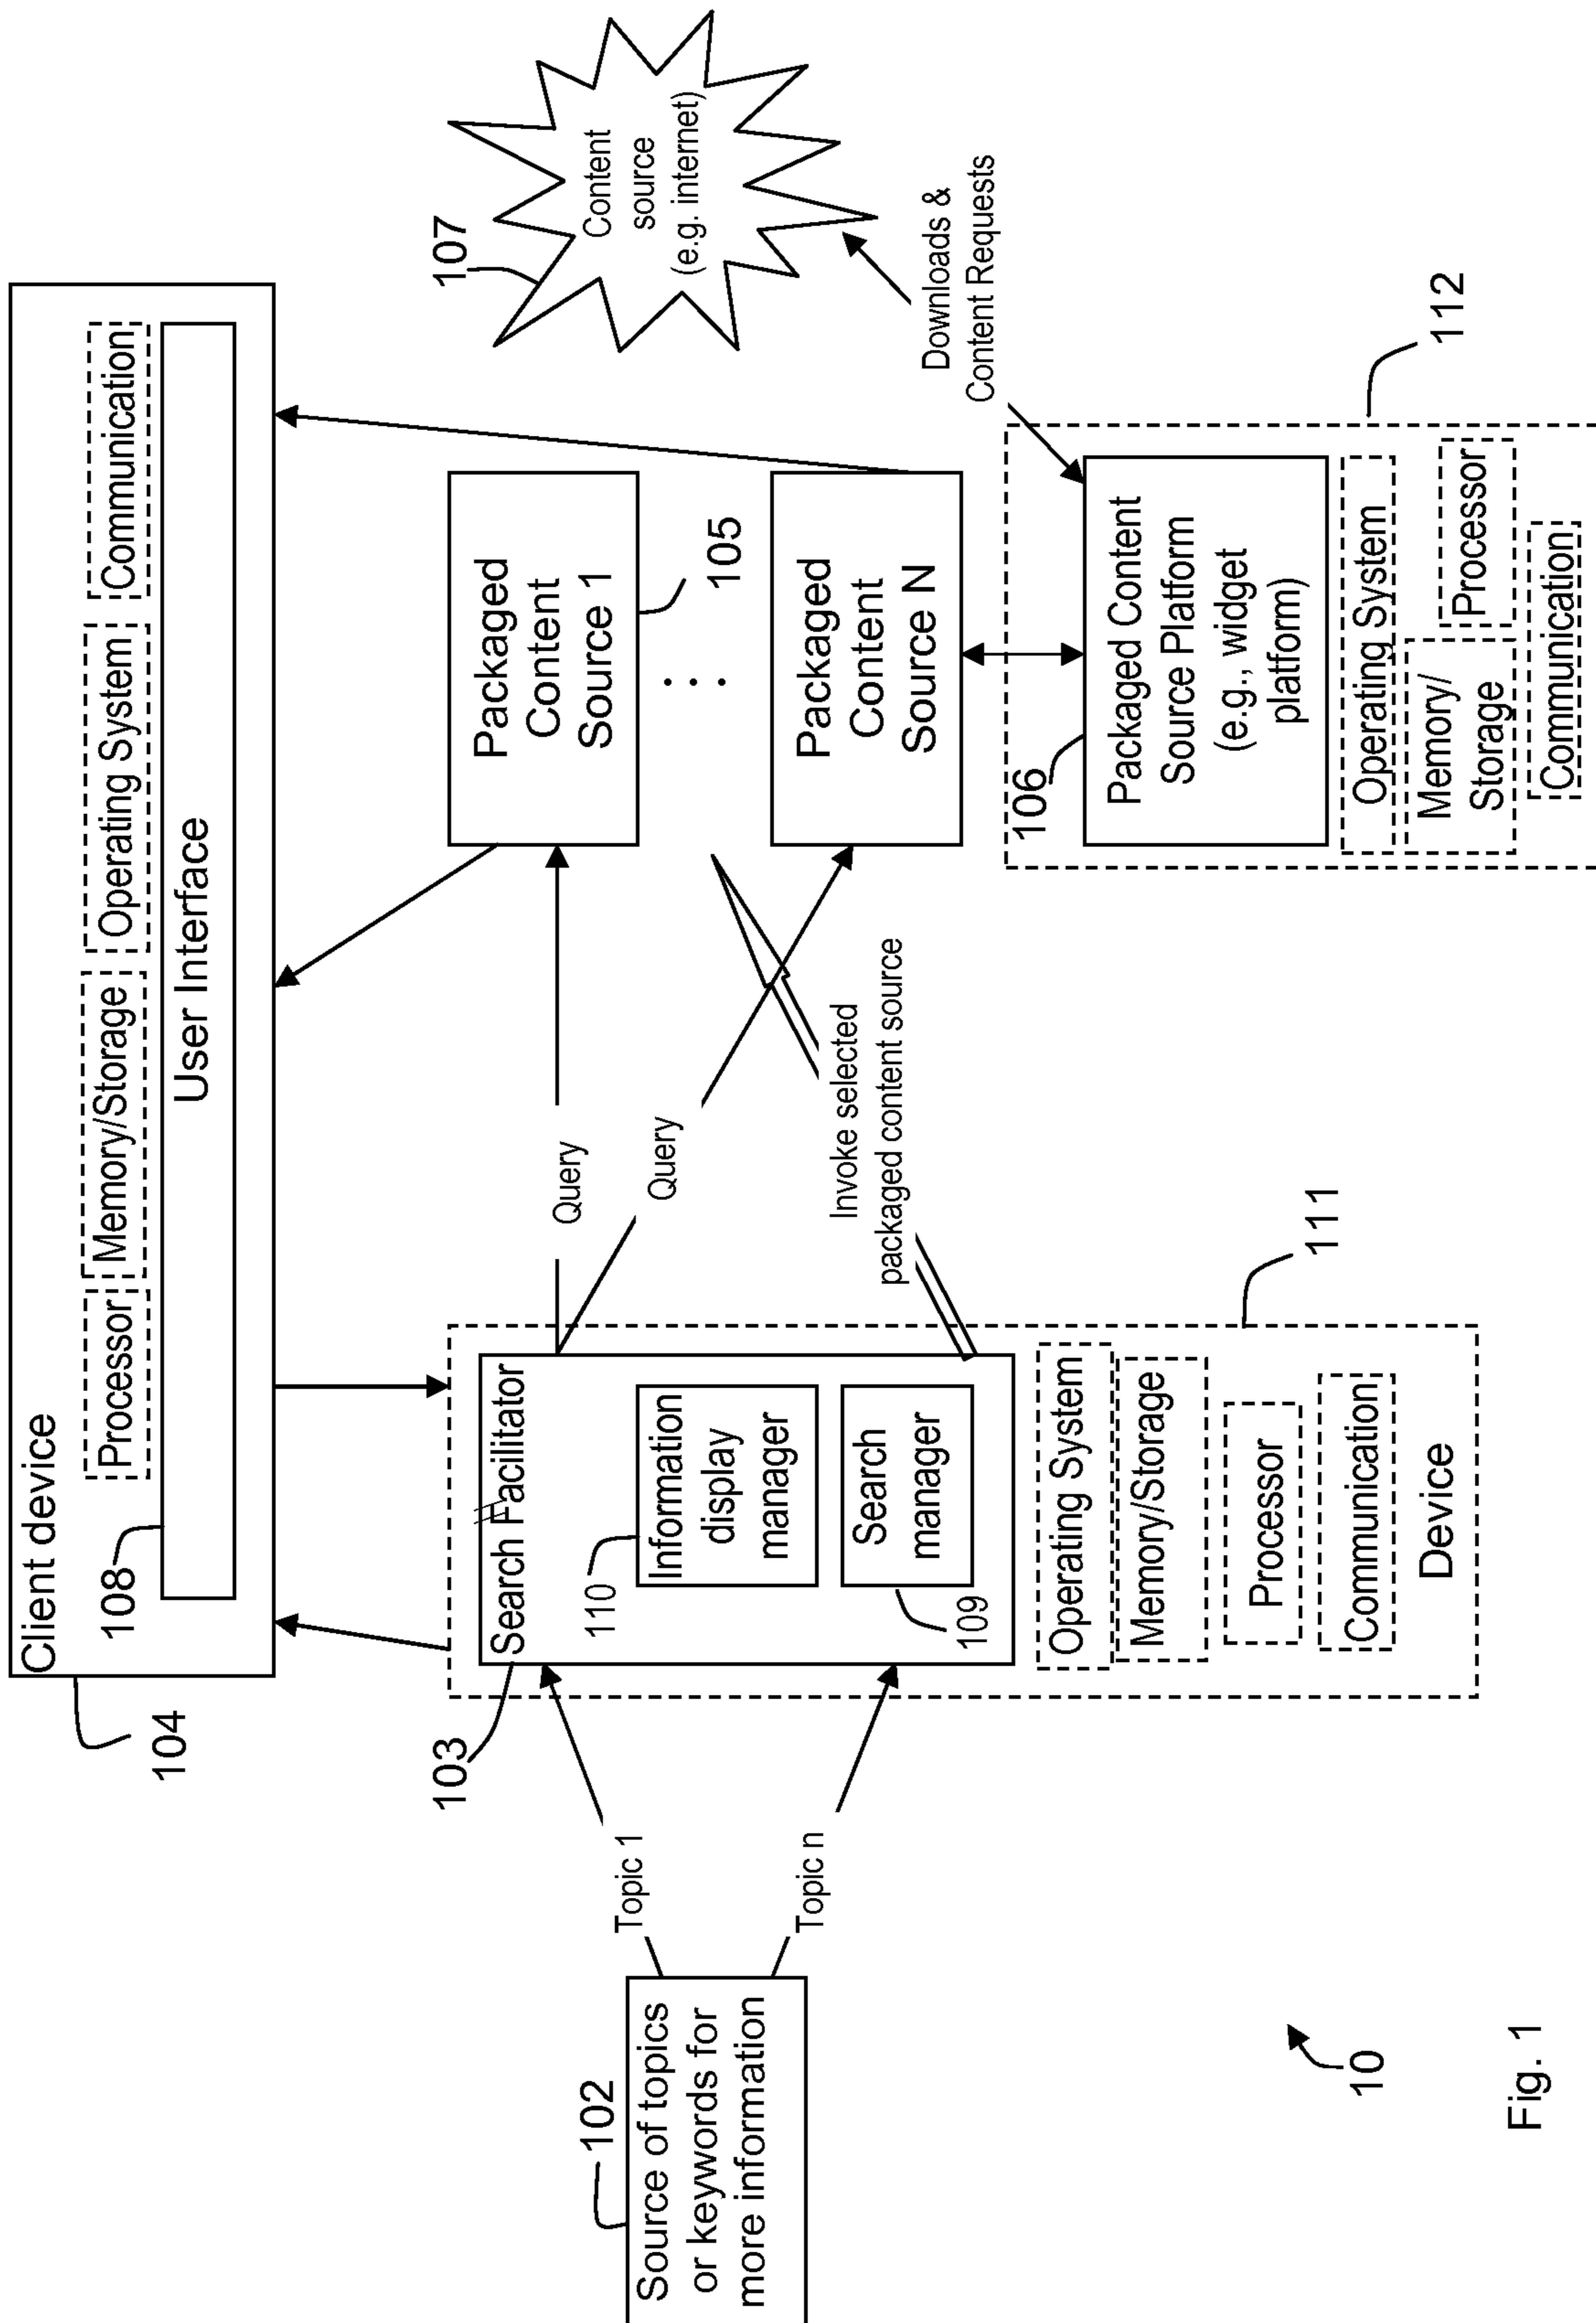 Client device
104
108
Processor
Memory/Storage
Operating System
Communication
User Interface
103
Search Facilitator
110
Information
display
manager
109
Search
manager
Operating System
Memory/Storage
Processor
Communication
Device
111
102
Source of topics
or keywords for
more information
Topic 1
Topic n
Query
Query
Invoke selected
packaged content source
Packaged
Content
Source 1
105
...
Packaged
Content
Source N
106
Packaged Content
Source Platform
(e.g., widget
platform)
Operating System
Memory/
Storage
Processor
Communication
112
107
Content
source
(e.g. internet)
Downloads &
Content Requests
10
Fig. 1